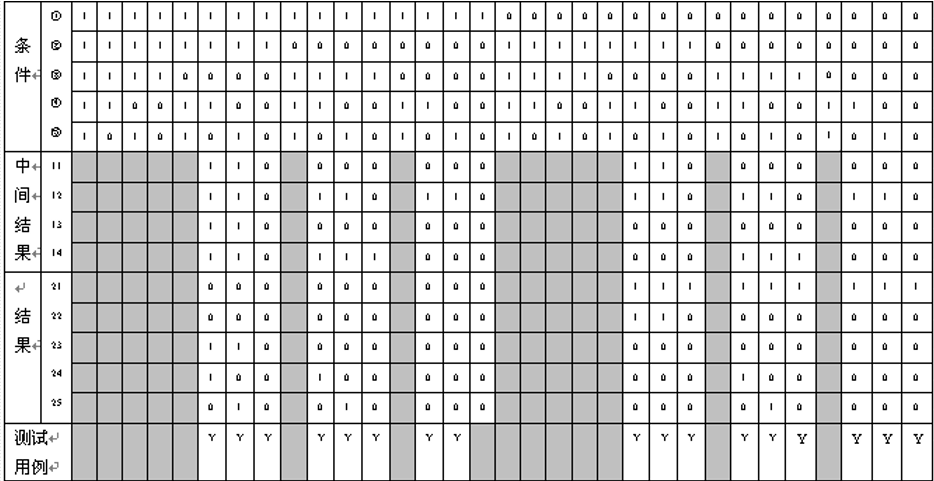 ① 1 1 1 1 1 1 1 1 1 1 1 1 1 1 1 1 0 0 0 0 0 0 0 0 0 0 0 0 0 0 0 0
条 ② 1 1 1 1 1 1 1 1 0 0 0 0 0 0 0 0 1 1 1 1 1 1 1 1 0 0 0 0 0 0 0 0
件 ③ 1 1 1 1 0 0 0 0 1 1 1 1 0 0 0 0 1 1 1 1 0 0 0 0 1 1 1 1 0 0 0 0
④ 1 1 0 0 1 1 0 0 1 1 0 0 1 1 0 0 1 1 0 0 1 1 0 0 1 1 0 0 1 1 0 0
⑤ 1 0 1 0 1 0 1 0 1 0 1 0 1 0 1 0 1 0 1 0 1 0 1 0 1 0 1 0 1 0 1 0
中 11 1 1 0 0 0 0 0 0 0 1 1 0 0 0 0 0 0 0
间 12 1 1 0 1 1 0 1 1 0 1 1 0 1 1 0 1 1 0
结 13 1 1 0 0 0 0 0 0 0 0 0 0 0 0 0 0 0 0
果 14 1 0 0 1 1 1 0 0 0 0 0 0 1 1 1 0 0 0
21 0 0 0 0 0 0 0 0 0 1 1 1 1 1 1 1 1 1
结 22 0 0 0 0 0 0 0 0 0 1 1 0 0 0 0 0 0 0
果 23 1 1 0 0 0 0 0 0 0 0 0 0 0 0 0 0 0 0
24 1 0 0 1 0 0 0 0 0 0 0 0 1 0 0 0 0 0
25 0 1 0 0 1 0 0 0 0 0 0 0 0 1 0 0 0 0
测试 Y Y Y Y Y Y Y Y Y Y Y Y Y Y Y Y Y
用例